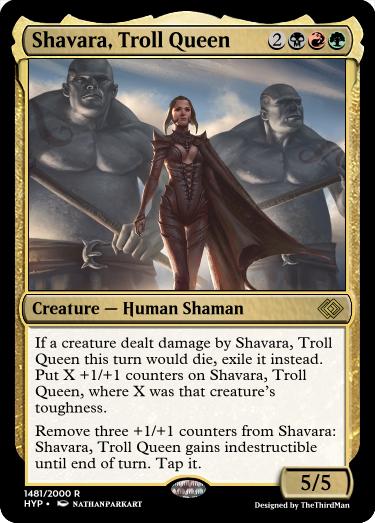 Shavara, Troll Queen 2
Creature — Human Shaman
If a creature dealt damage by Shavara, Troll
Queen this turn would die, exile it instead.
Put X +1/+1 counters on Shavara, Troll
Queen, where X was that creature's
toughness.
Remove three +1/+1 counters from Shavara:
Shavara, Troll Queen gains indestructible
until end of turn. Tap it.
5/5
1481/2000 R
HYP • NATHANPARKART
Designed by TheThirdMan